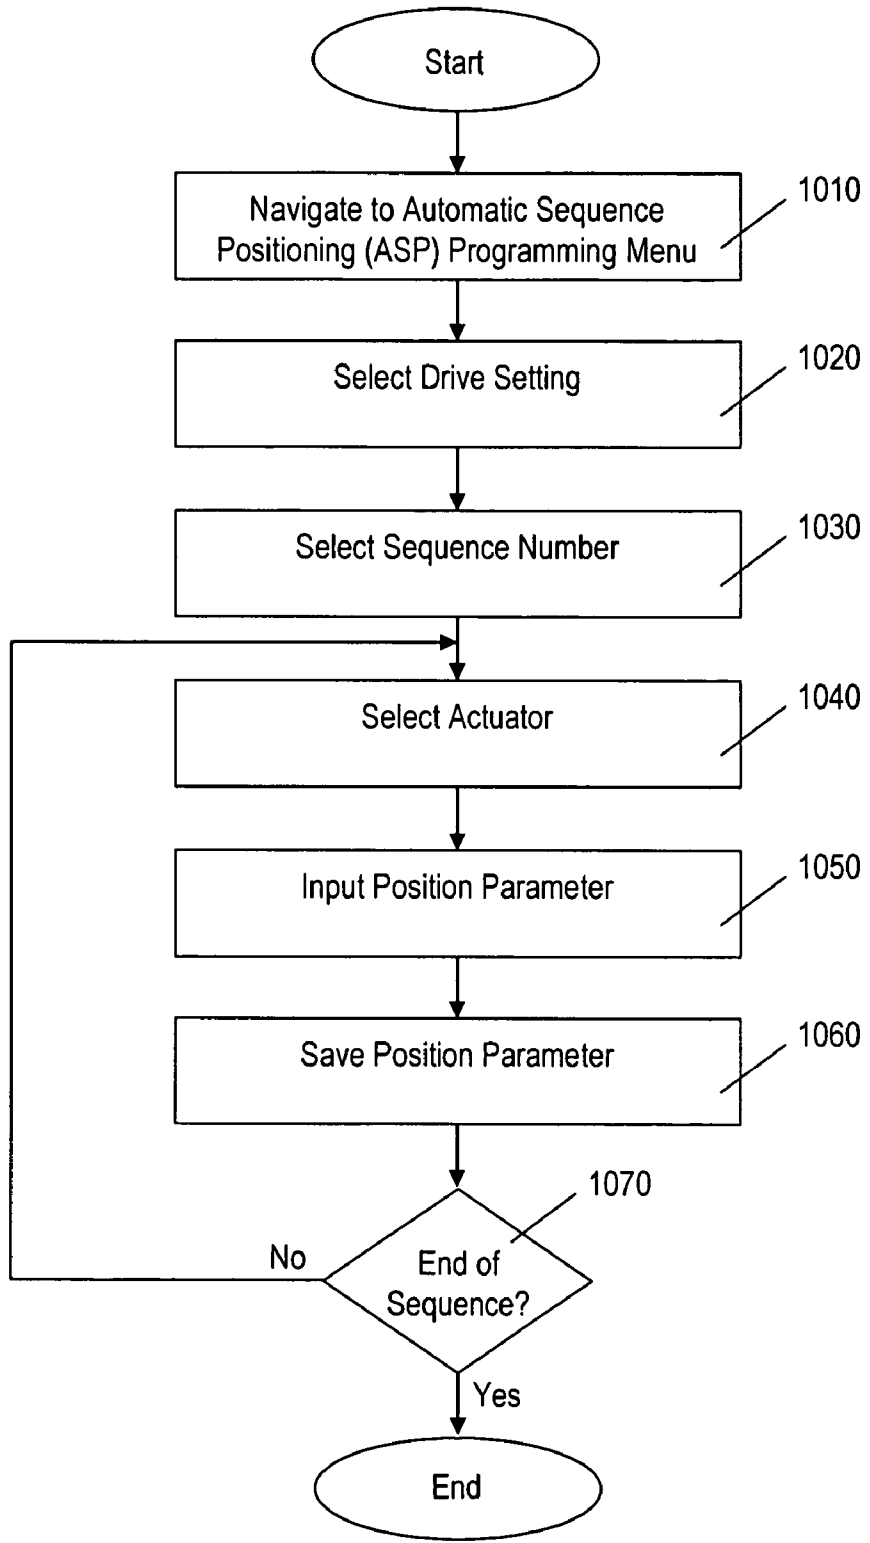 Start
1010
Navigate to Automatic Sequence
Positioning (ASP) Programming Menu
1020
Select Drive Setting
1030
Select Sequence Number
1040
Select Actuator
1050
Input Position Parameter
1060
Save Position Parameter
1070
No
End of
Sequence?
Yes
End